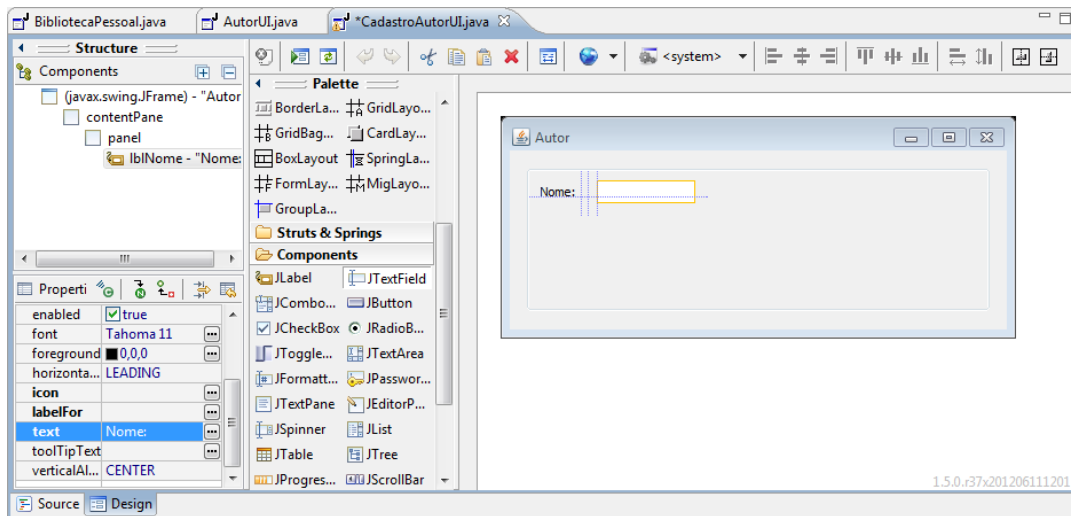 BibliotecaPessoal.java
AutorUI.java
*CadastroAutorUI.java
Structure
Components
(javax.swing.JFrame) - "Autor
contentPane
panel
lblNome - "Nome:
Properti
enabled true
font Tahoma 11
foreground 0,0,0
horizonta... LEADING
icon
labelFor
text Nome:
toolTipText
verticalAl... CENTER
<system>
Palette
BorderLa... GridLayo...
GridBag... CardLay...
BoxLayout SpringLa...
FormLay... MigLayo...
GroupLa...
Struts & Springs
Components
JLabel JTextField
JCombo... JButton
JCheckBox JRadioB...
JToggle... JTextArea
JFormatt... JPasswor...
JTextPane JEditorP...
JSpinner JList
JTable JTree
JProgres... JScrollBar
Autor
Nome:
1.5.0.r37x201206111201
Source Design